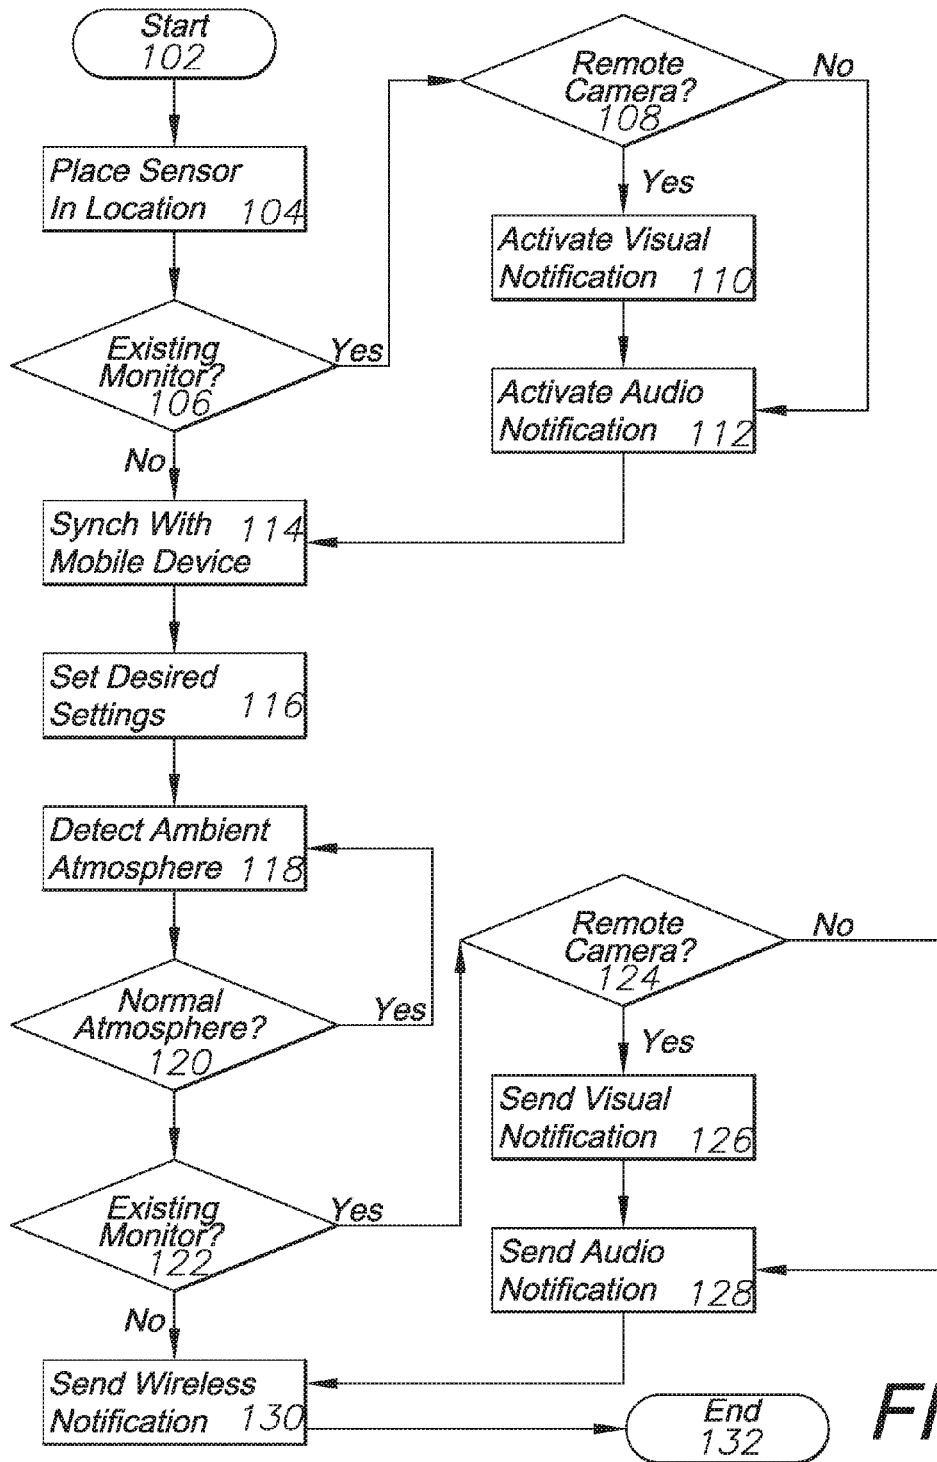 Start
102
Place Sensor
In Location 104
Existing
Monitor?
106
Yes
No
Remote
Camera?
108
No
Yes
Activate Visual
Notification 110
Activate Audio
Notification 112
Synch With 114
Mobile Device
Set Desired
Settings 116
Detect Ambient
Atmosphere 118
Normal
Atmosphere?
120
Yes
Existing
Monitor?
122
Yes
No
Remote
Camera?
124
No
Yes
Send Visual
Notification 126
Send Audio
Notification 128
Send Wireless
Notification 130
End
132